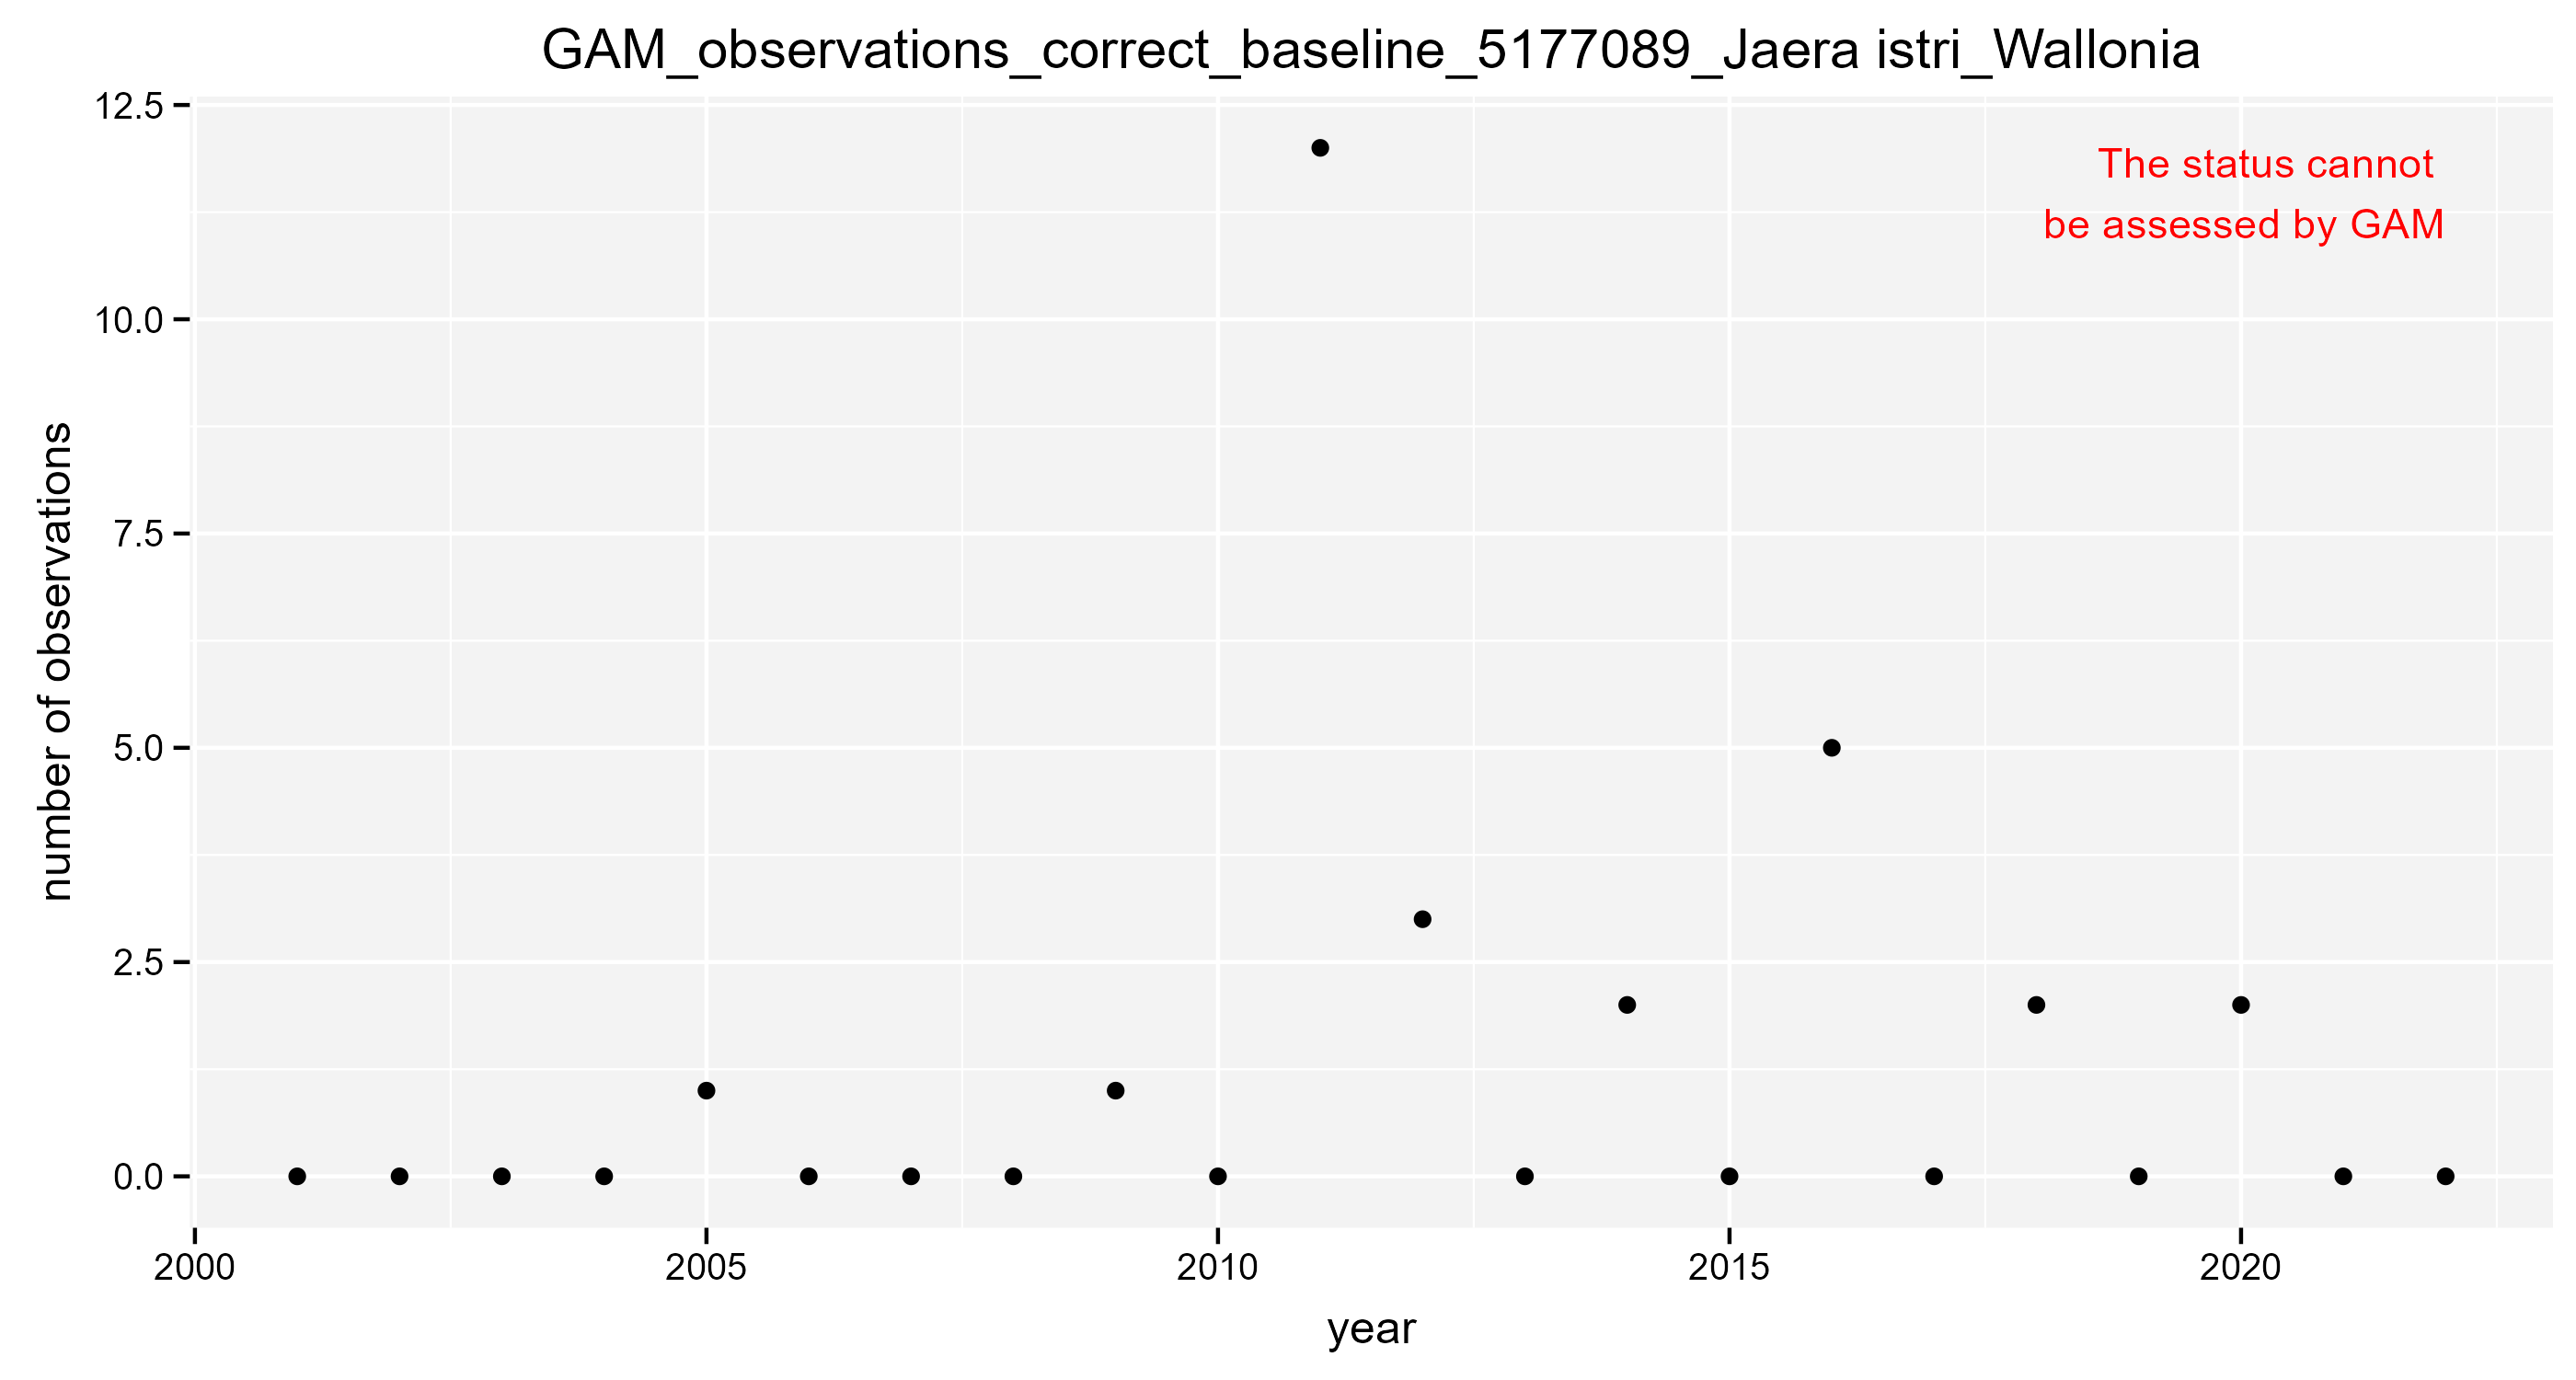 GAM_observations_correct_baseline_5177089_Jaera istri_Wallonia
12.5
The status cannot
be assessed by GAM
10.0
7.5
number of observations
5.0
2.5
0.0
2000 2005 2010 2015 2020
year